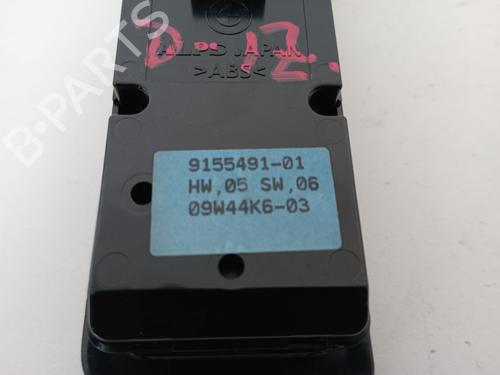 ALPS JAPAN
>ABS<
D-12.
9155491-01
HW,05 SW,06
09W44K6-03
B-PARTS